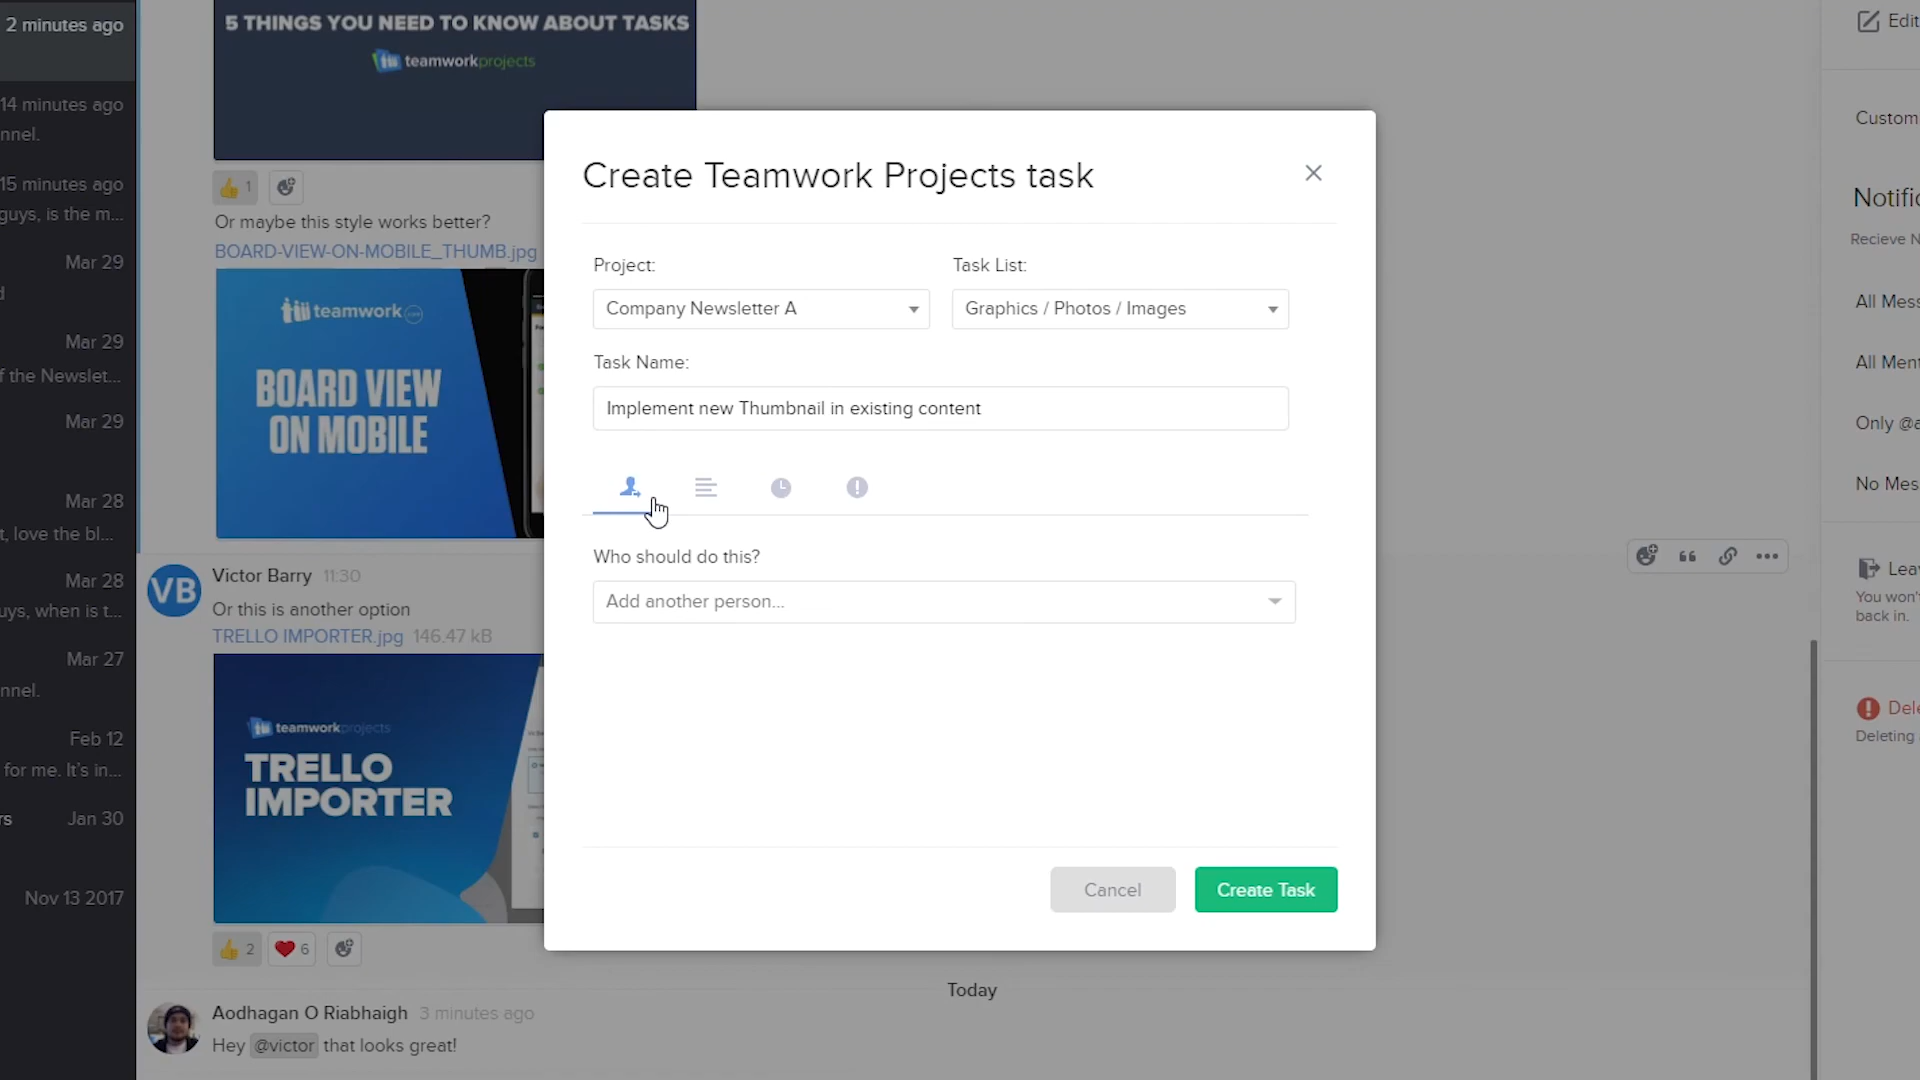 2 minutes ago
14 minutes ago
nnel.
15 minutes ago
guys, is the m...
Mar 29
d
Mar 29
f the Newslet...
Mar 29
Mar 28
t, love the bl...
Mar 28
uys, when is t...
Mar 27
nnel.
Feb 12
for me. It's in...
rs Jan 30
Nov 13 2017
5 THINGS YOU NEED TO KNOW ABOUT TASKS
teamworkprojects
1
Or maybe this style works better?
BOARD-VIEW-ON-MOBILE_THUMB.jpg
teamwork.com
BOARD VIEW
ON MOBILE
VB
Victor Barry 11:30
Or this is another option
TRELLO IMPORTER.jpg 146.47 kB
teamworkprojects
TRELLO
IMPORTER
2 6
Today
Aodhagan O Riabhaigh 3 minutes ago
Hey @victor that looks great!
Create Teamwork Projects task
Project: Task List:
Company Newsletter A Graphics / Photos / Images
Task Name:
Implement new Thumbnail in existing content
Who should do this?
Add another person...
Cancel Create Task
Edit
Custom
Notific
Recieve N
All Mess
All Ment
Only @a
No Mes
Leav
You won't
back in.
Dele
Deleting